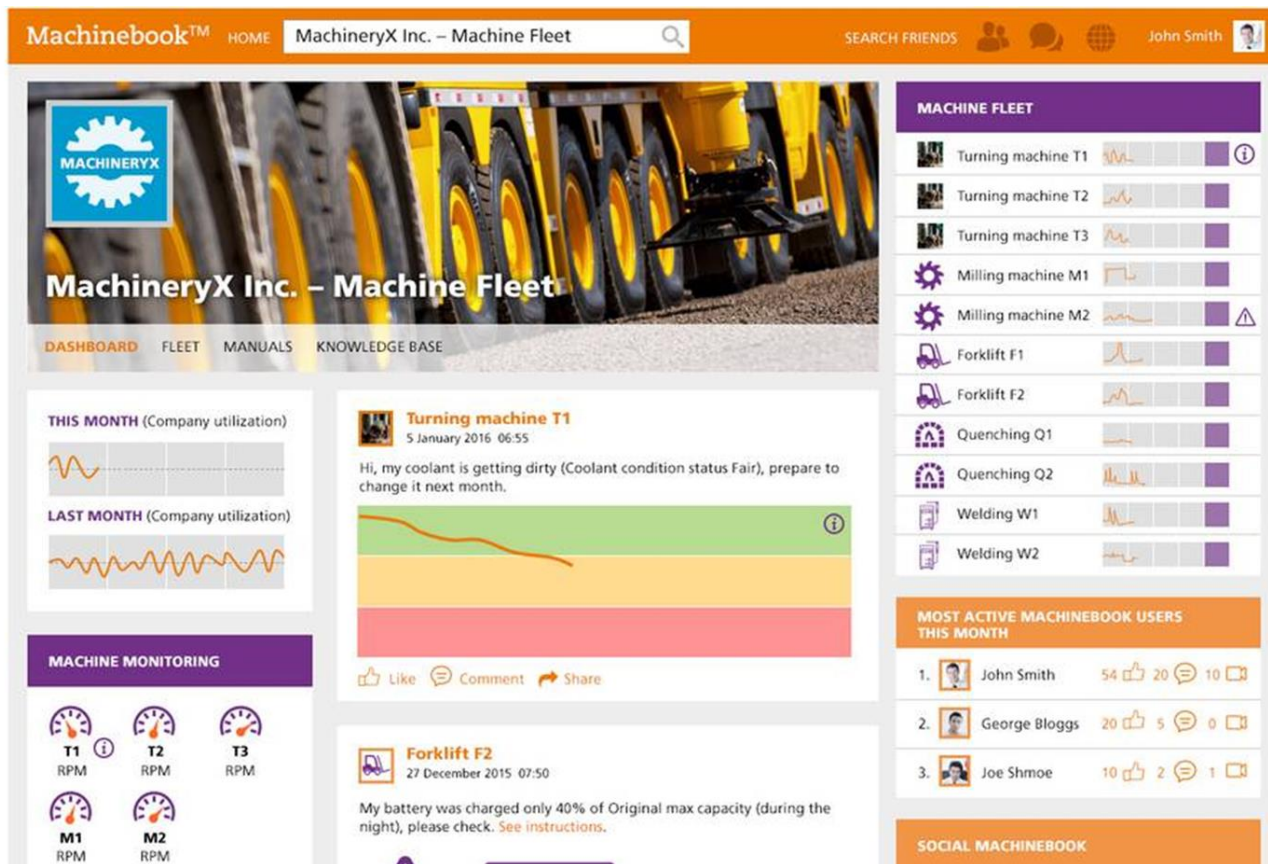 Machinebook™ HOME MachineryX Inc. – Machine Fleet SEARCH FRIENDS John Smith
MACHINERYX
MachineryX Inc. – Machine Fleet
DASHBOARD FLEET MANUALS KNOWLEDGE BASE
THIS MONTH (Company utilization)
LAST MONTH (Company utilization)
MACHINE MONITORING
T1 T2 T3
RPM RPM RPM
M1 M2
RPM RPM
Turning machine T1
5 January 2016 06:55
Hi, my coolant is getting dirty (Coolant condition status Fair), prepare to
change it next month.
Like Comment Share
Forklift F2
27 December 2015 07:50
My battery was charged only 40% of Original max capacity (during the
night), please check. See instructions.
MACHINE FLEET
Turning machine T1
Turning machine T2
Turning machine T3
Milling machine M1
Milling machine M2
Forklift F1
Forklift F2
Quenching Q1
Quenching Q2
Welding W1
Welding W2
MOST ACTIVE MACHINEBOOK USERS
THIS MONTH
1. John Smith 54 20 10
2. George Bloggs 20 5 0
3. Joe Shmoe 10 2 1
SOCIAL MACHINEBOOK